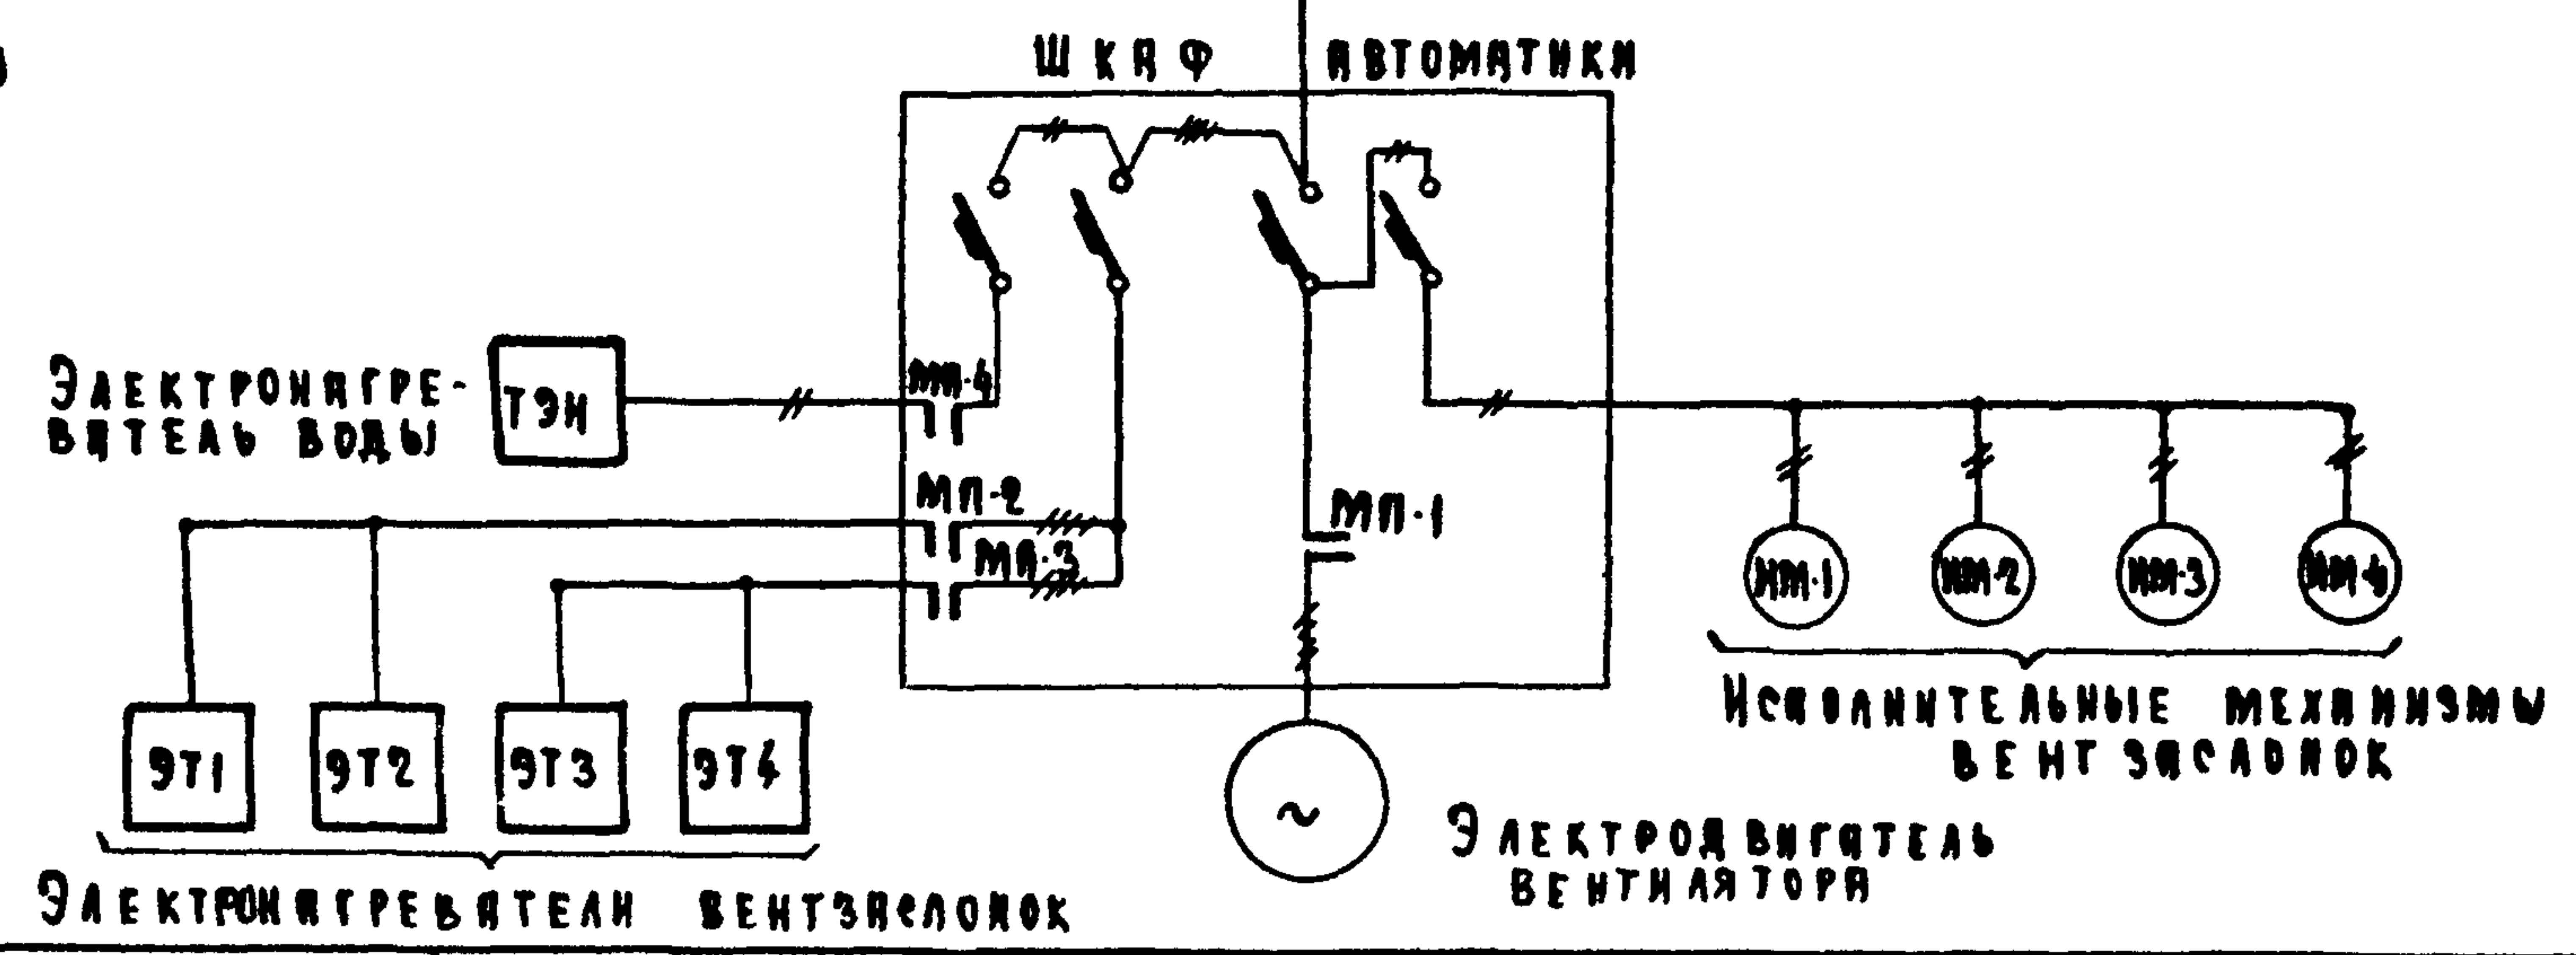 ШКАФ АВТОМАТИКИ
ЭЛЕКТРОНАГРЕ-
ВАТЕЛЬ ВОДЫ
ТЭН
МП-4
МП-2
МП-3
МП-1
ИМ-1 ИМ-2 ИМ-3 ИМ-4
ИСПОЛНИТЕЛЬНЫЕ МЕХАНИЗМЫ
ВЕНТЗАСЛОНОК
ЭТ1 ЭТ2 ЭТ3 ЭТ4
~
ЭЛЕКТРОДВИГАТЕЛЬ
ВЕНТИЛЯТОРА
ЭЛЕКТРОНАГРЕВАТЕЛИ ВЕНТЗАСЛОНОК